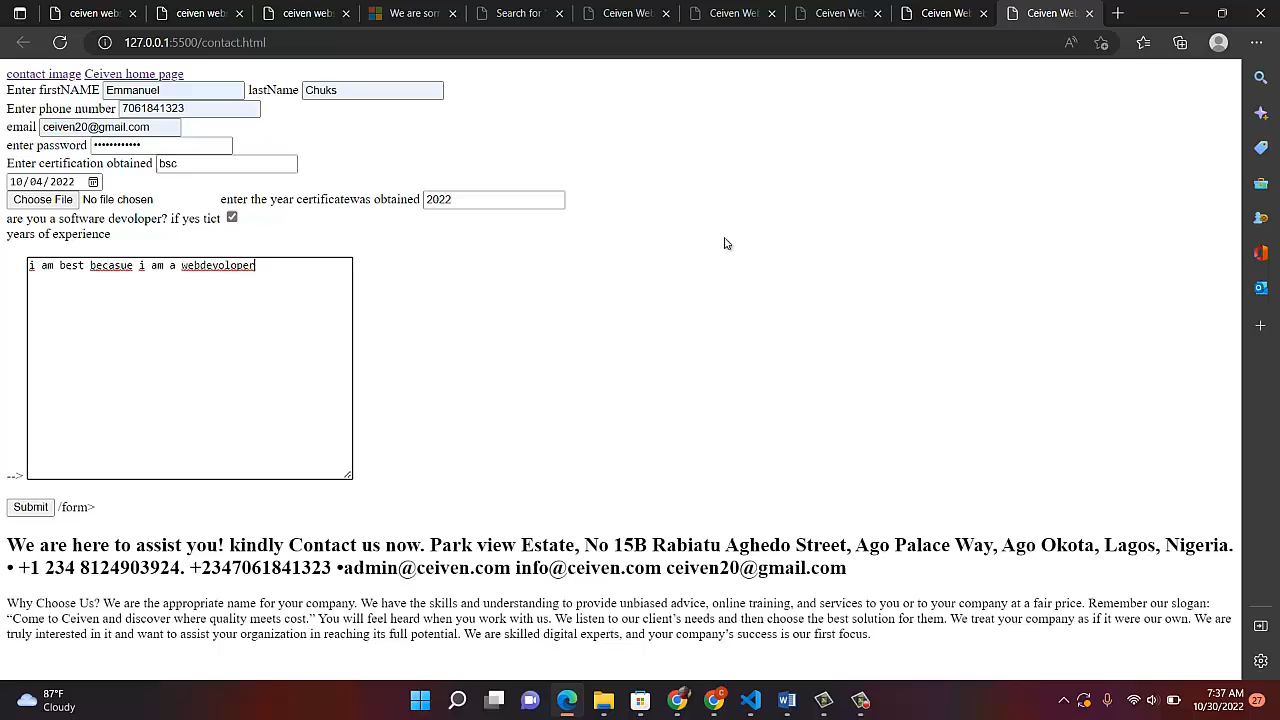 ceiven webs
ceiven webs
ceiven webs
We are sorr
Search for
Ceiven Web
Ceiven Web
Ceiven Web
Ceiven Web
Ceiven Web
127.0.0.1:5500/contact.html
contact image Ceiven home page
Enter firstNAME Emmanuel lastName Chuks
Enter phone number 7061841323
email ceiven20@gmail.com
enter password ••••••••••••
Enter certification obtained bsc
10/04/2022
Choose File No file chosen enter the year certificatewas obtained 2022
are you a software devoloper? if yes tict
years of experience
i am best becasue i am a webdevoloper
-->
Submit /form>
We are here to assist you! kindly Contact us now. Park view Estate, No 15B Rabiatu Aghedo Street, Ago Palace Way, Ago Okota, Lagos, Nigeria.
• +1 234 8124903924. +2347061841323 •admin@ceiven.com info@ceiven.com ceiven20@gmail.com
Why Choose Us? We are the appropriate name for your company. We have the skills and understanding to provide unbiased advice, online training, and services to you or to your company at a fair price. Remember our slogan:
“Come to Ceiven and discover where quality meets cost.” You will feel heard when you work with us. We listen to our client’s needs and then choose the best solution for them. We treat your company as if it were our own. We are
truly interested in it and want to assist your organization in reaching its full potential. We are skilled digital experts, and your company’s success is our first focus.
87°F
Cloudy
7:37 AM
10/30/2022
27